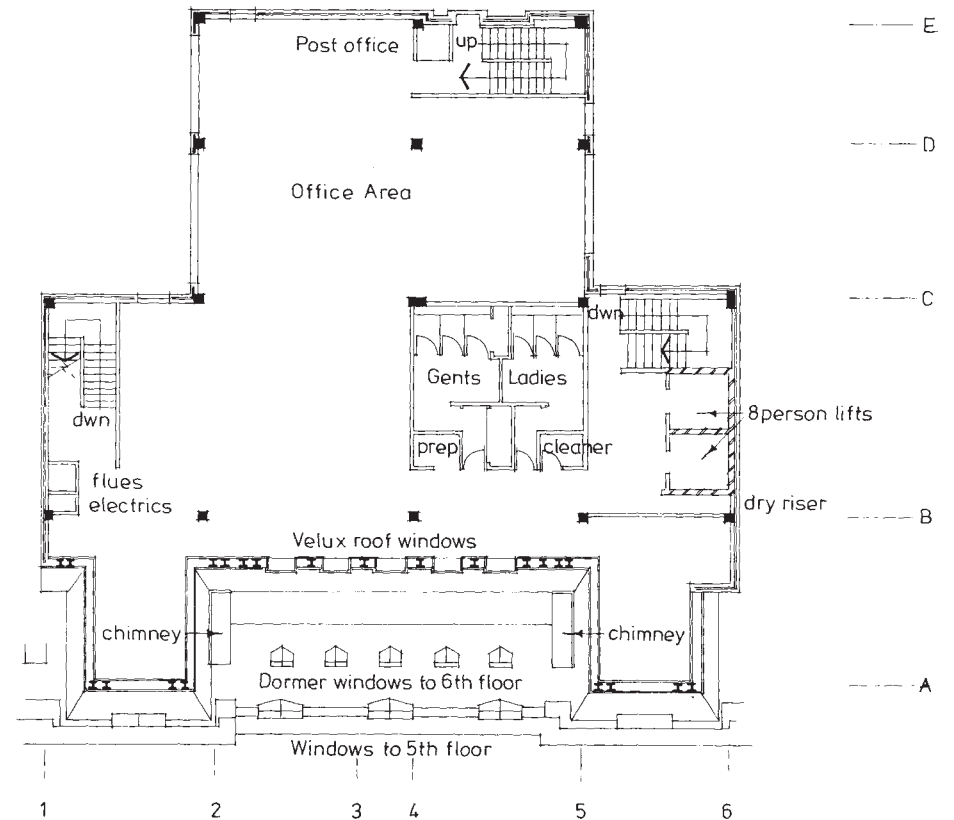 E
Post office
up
D
Office Area
C
dwn
Gents
Ladies
8person lifts
dwn
prep
cleaner
flues
electrics
dry riser
B
Velux roof windows
chimney
chimney
Dormer windows to 6th floor
A
Windows to 5th floor
1
2
3
4
5
6